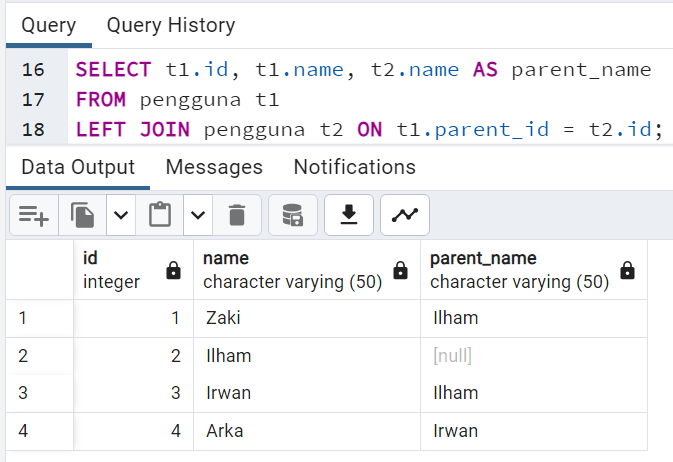 Query Query History
16 SELECT t1.id, t1.name, t2.name AS parent_name
17 FROM pengguna t1
18 LEFT JOIN pengguna t2 ON t1.parent_id = t2.id;
Data Output Messages Notifications
id name parent_name
integer character varying (50) character varying (50)
1 1 Zaki Ilham
2 2 Ilham [null]
3 3 Irwan Ilham
4 4 Arka Irwan